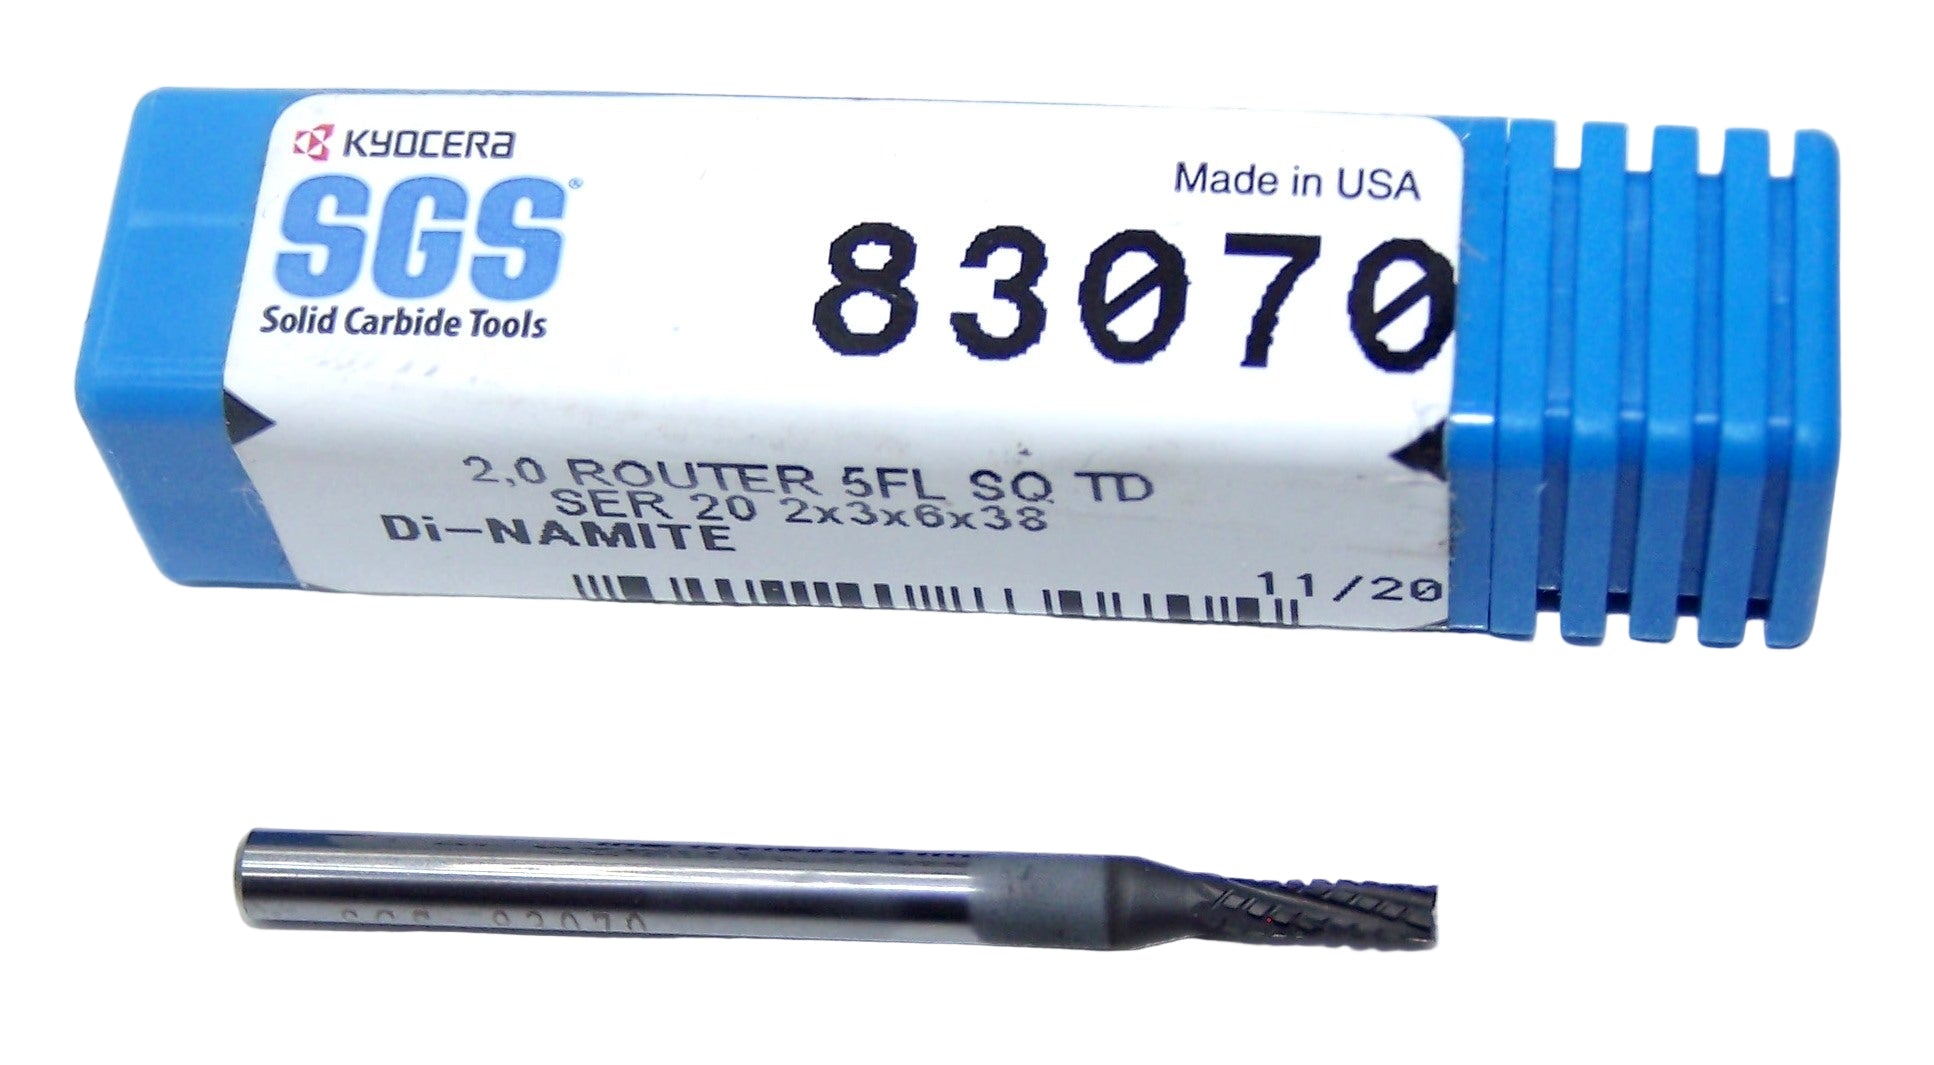 KYOCERA
SGS®
Solid Carbide Tools
Made in USA
83070
2,0 ROUTER 5FL SQ TD
SER 20 2x3x6x38
Di-NAMITE
11/20
SGS 83070